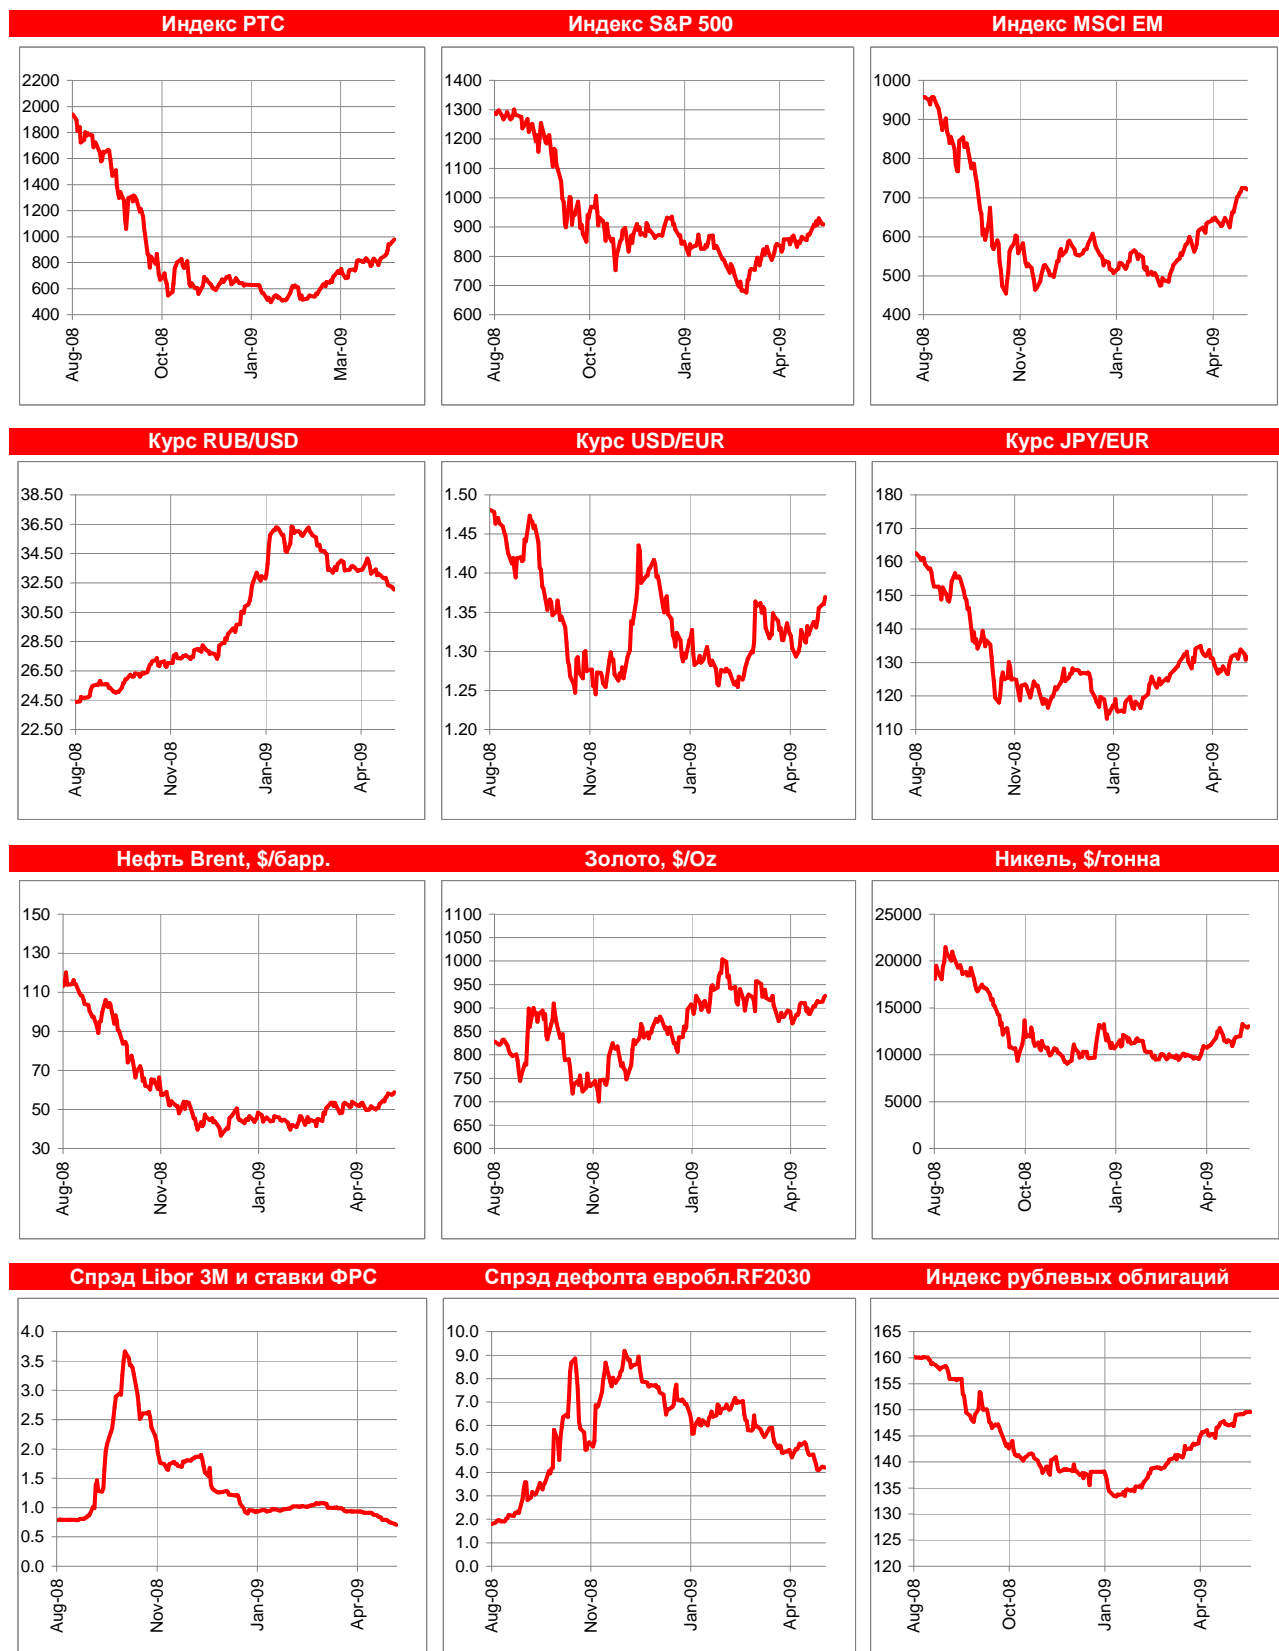 Индекс РТС
2200
2000
1800
1600
1400
1200
1000
800
600
400
Aug-08
Oct-08
Jan-09
Mar-09
Индекс S&P 500
1400
1300
1200
1100
1000
900
800
700
600
Aug-08
Oct-08
Jan-09
Apr-09
Индекс MSCI EM
1000
900
800
700
600
500
400
Aug-08
Nov-08
Jan-09
Apr-09
Курс RUB/USD
38.50
36.50
34.50
32.50
30.50
28.50
26.50
24.50
22.50
Aug-08
Nov-08
Jan-09
Apr-09
Курс USD/EUR
1.50
1.45
1.40
1.35
1.30
1.25
1.20
Aug-08
Nov-08
Jan-09
Apr-09
Курс JPY/EUR
180
170
160
150
140
130
120
110
Aug-08
Nov-08
Jan-09
Apr-09
Нефть Brent, $/барр.
150
130
110
90
70
50
30
Aug-08
Nov-08
Jan-09
Apr-09
Золото, $/Oz
1100
1050
1000
950
900
850
800
750
700
650
600
Aug-08
Nov-08
Jan-09
Apr-09
Никель, $/тонна
25000
20000
15000
10000
5000
0
Aug-08
Oct-08
Jan-09
Apr-09
Спрэд Libor 3M и ставки ФРС
4.0
3.5
3.0
2.5
2.0
1.5
1.0
0.5
0.0
Aug-08
Nov-08
Jan-09
Apr-09
Спрэд дефолта евробл.RF2030
10.0
9.0
8.0
7.0
6.0
5.0
4.0
3.0
2.0
1.0
0.0
Aug-08
Nov-08
Jan-09
Apr-09
Индекс рублевых облигаций
165
160
155
150
145
140
135
130
125
120
Aug-08
Oct-08
Jan-09
Apr-09